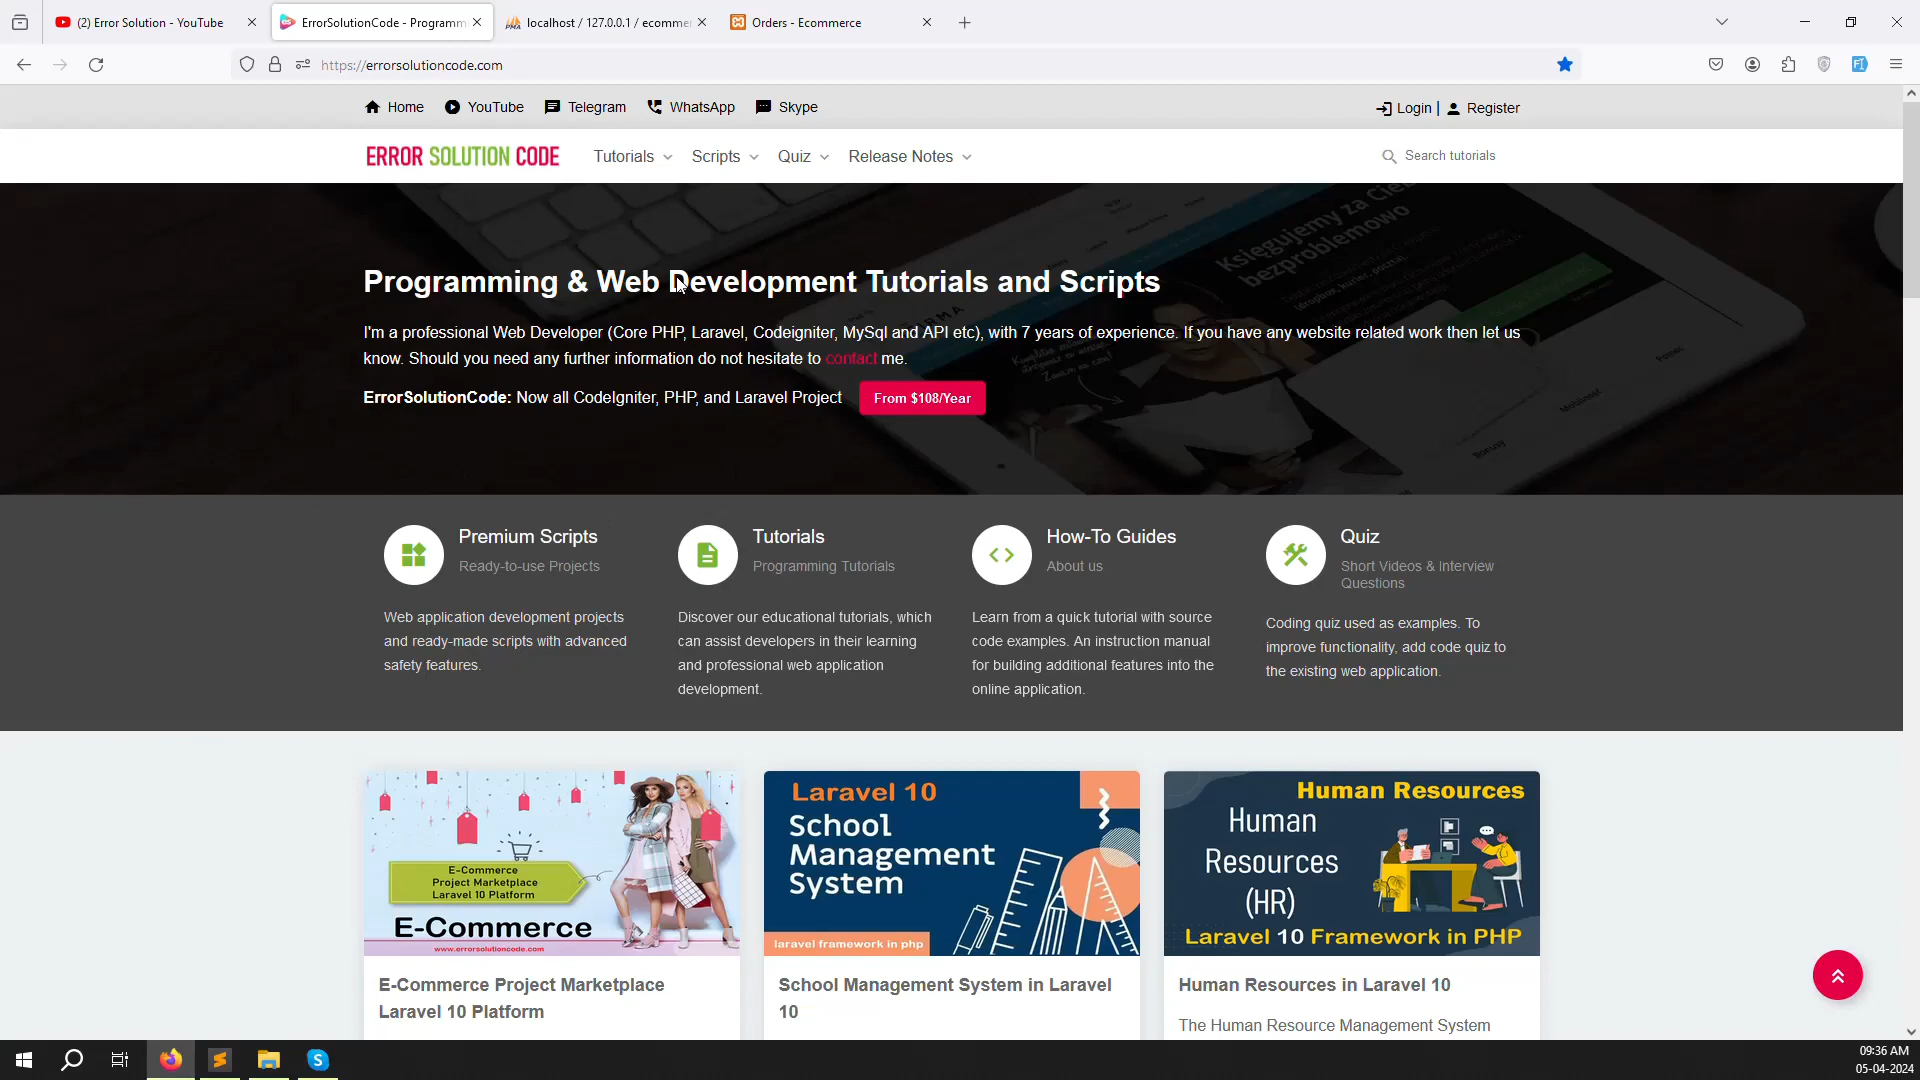 (2) Error Solution - YouTube
ErrorSolutionCode - Programm
localhost / 127.0.0.1 / ecomme
Orders - Ecommerce
https://errorsolutioncode.com
Home
YouTube
Telegram
WhatsApp
Skype
Login |
Register
ERROR SOLUTION CODE
Tutorials
Scripts
Quiz
Release Notes
Search tutorials
Księgujemy za Cie
bezproblemowo
Programming & Web Development Tutorials and Scripts
I'm a professional Web Developer (Core PHP, Laravel, Codeigniter, MySql and API etc), with 7 years of experience. If you have any website related work then let us
know. Should you need any further information do not hesitate to contact me.
ErrorSolutionCode: Now all CodeIgniter, PHP, and Laravel Project
From $108/Year
Premium Scripts
Ready-to-use Projects
Web application development projects
and ready-made scripts with advanced
safety features.
Tutorials
Programming Tutorials
Discover our educational tutorials, which
can assist developers in their learning
and professional web application
development.
How-To Guides
About us
Learn from a quick tutorial with source
code examples. An instruction manual
for building additional features into the
online application.
Quiz
Short Videos & Interview
Questions
Coding quiz used as examples. To
improve functionality, add code quiz to
the existing web application.
E-Commerce
Project Marketplace
Laravel 10 Platform
E-Commerce
www.errorsolutioncode.com
E-Commerce Project Marketplace
Laravel 10 Platform
Laravel 10
School
Management
System
laravel framework in php
School Management System in Laravel
10
Human Resources
Human
Resources
(HR)
Laravel 10 Framework in PHP
Human Resources in Laravel 10
The Human Resource Management System
09:36 AM
05-04-2024